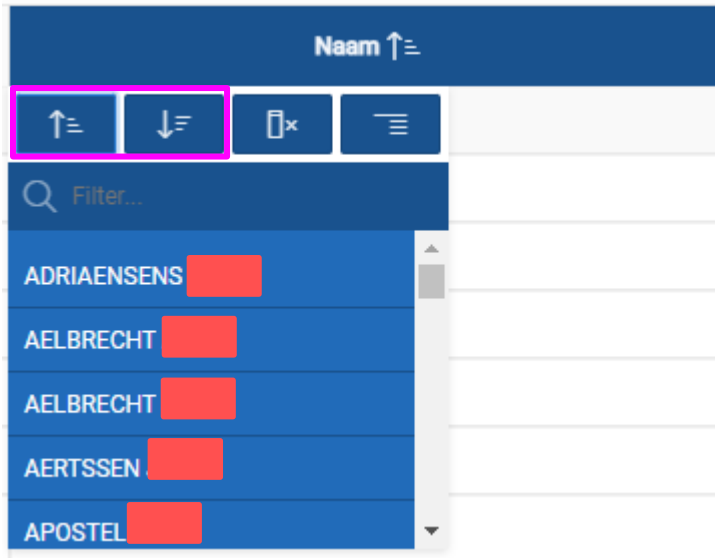 Naam
Filter...
ADRIAENSENS
AELBRECHT
AELBRECHT
AERTSSEN
APOSTEL